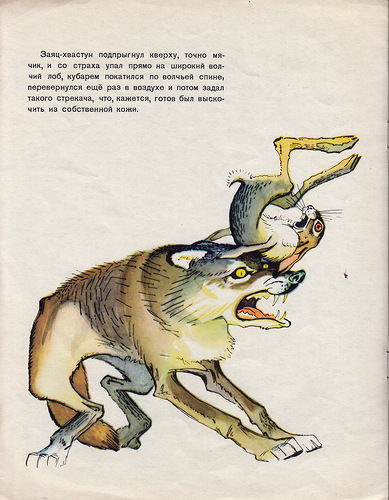 Заяц-хвастун подпрыгнул кверху, точно мя-
чик, и со страха упал прямо на широкий вол-
чий лоб, кубарем покатился по волчьей спине,
перевернулся ещё раз в воздухе и потом задал
такого стрекача, что, кажется, готов был выско-
чить из собственной кожи.